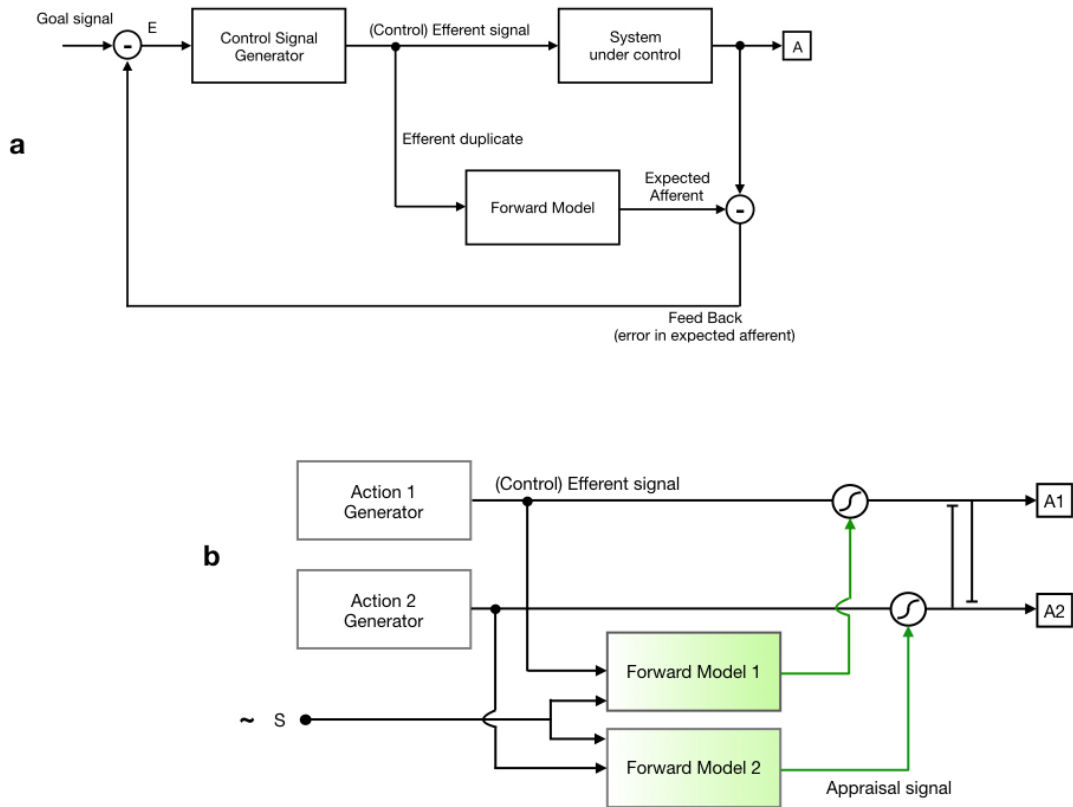 Goal signal
E
Control Signal
Generator
(Control) Efferent signal
System
under control
A
-
a
Efferent duplicate
Expected
Afferent
Forward Model
-
Feed Back
(error in expected afferent)
Action 1
Generator
(Control) Efferent signal
A1
b
Action 2
Generator
A2
Forward Model 1
~ S
Forward Model 2
Appraisal signal